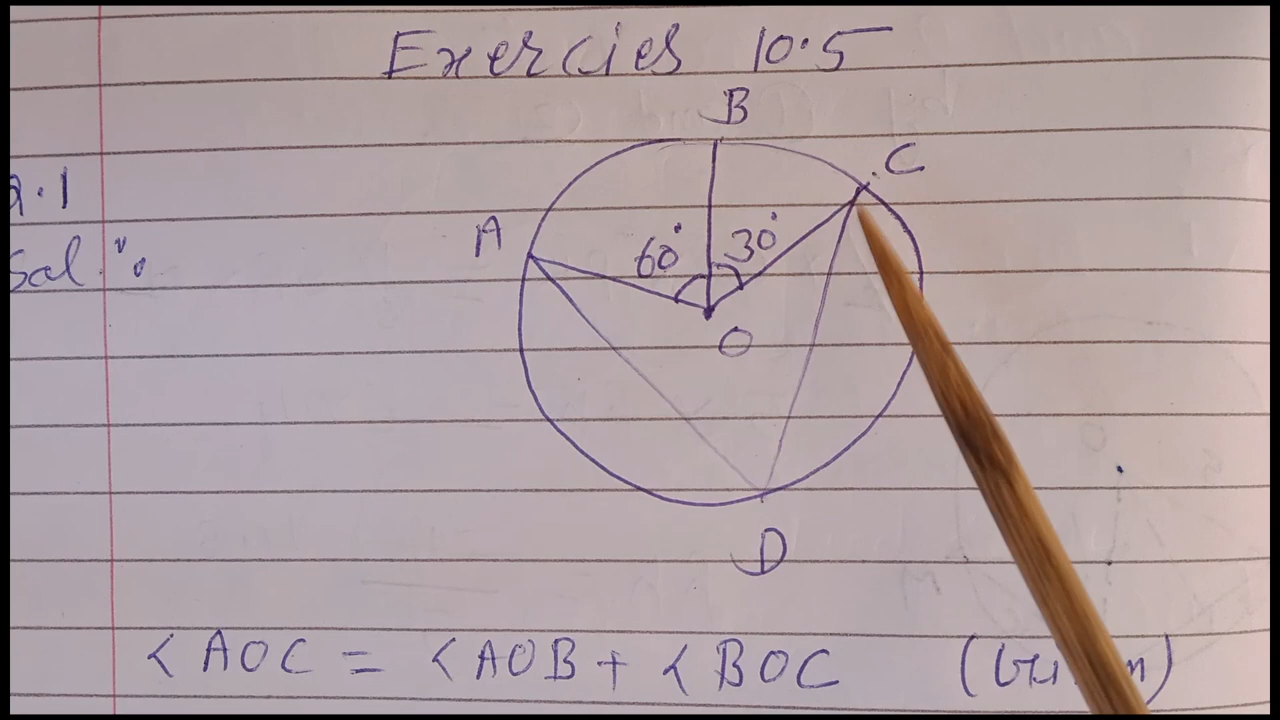 Exercies 10.5
B
C
Q.1
A
60° 30°
Sol :
O
D
<AOC = <AOB + <BOC